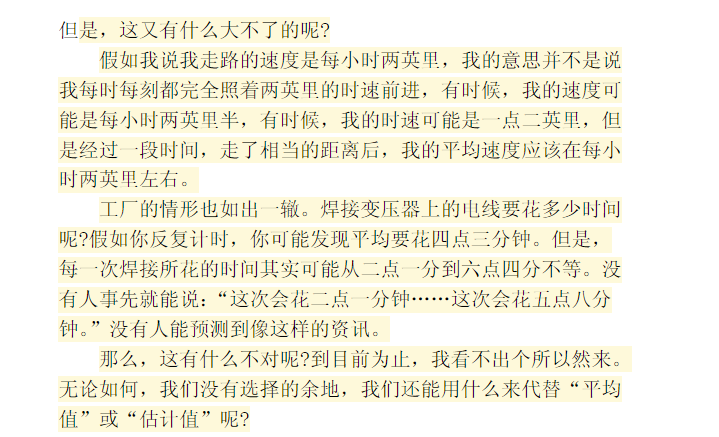 但是，这又有什么大不了的呢?
假如我说我走路的速度是每小时两英里，我的意思并不是说
我每时每刻都完全照着两英里的时速前进，有时候，我的速度可
能是每小时两英里半，有时候，我的时速可能是一点二英里，但
是经过一段时间，走了相当的距离后，我的平均速度应该在每小
时两英里左右。
工厂的情形也如出一辙。焊接变压器上的电线要花多少时间
呢?假如你反复计时，你可能发现平均要花四点三分钟。但是，
每一次焊接所花的时间其实可能从二点一分到六点四分不等。没
有人事先就能说：“这次会花二点一分钟……这次会花五点八分
钟。”没有人能预测到像这样的资讯。
那么，这有什么不对呢?到目前为止，我看不出个所以然来。
无论如何，我们没有选择的余地，我们还能用什么来代替“平均
值”或“估计值”呢?